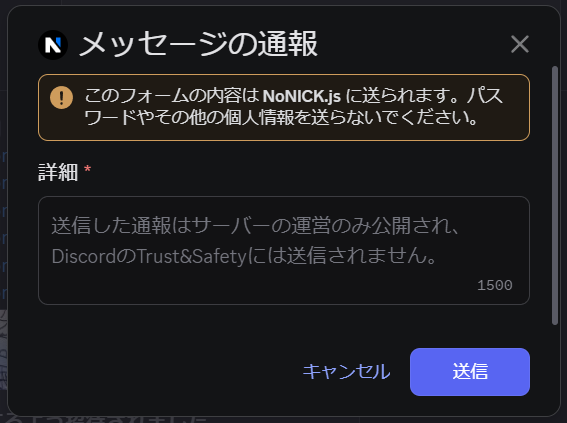 メッセージの通報
このフォームの内容は NoNICK.js に送られます。パス
ワードやその他の個人情報を送らないでください。
詳細 *
送信した通報はサーバーの運営のみ公開され、
DiscordのTrust&Safetyには送信されません。
1500
キャンセル
送信